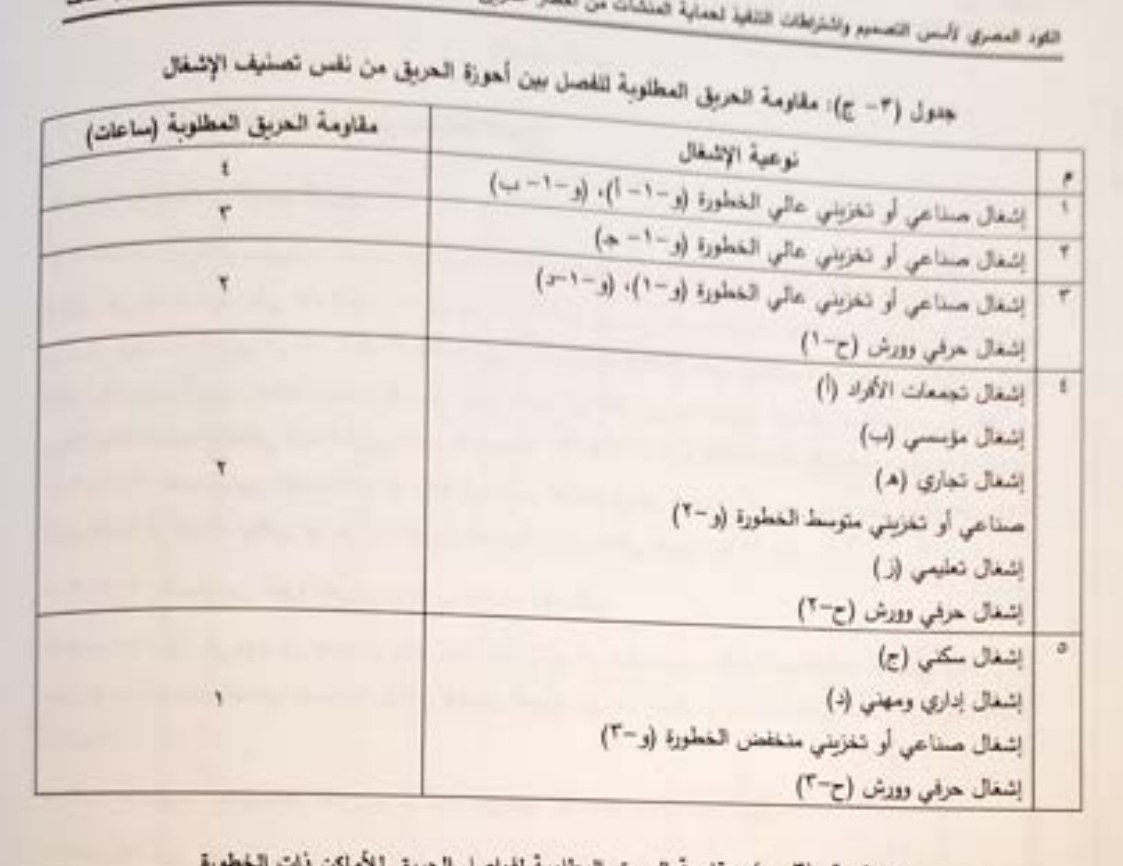 الكود المصري لأسس التصميم واشتراطات التنفيذ لحماية المنشآت من
جدول (٣- ج): مقاومة الحريق المطلوبة للفصل بين أحوزة الحريق من نفس تصنيف الإشغال
م نوعية الإشغال مقاومة الحريق المطلوبة (ساعات)
١ إشغال صناعي أو تخزيني عالي الخطورة (و-١- أ)، (و-١- ب) ٤
٢ إشغال صناعي أو تخزيني عالي الخطورة (و-١- جـ) ٣
٣ إشغال صناعي أو تخزيني عالي الخطورة (و-١)، (و-١-د) ٢
إشغال حرفي وورش (ح-١)
٤ إشغال تجمعات الأفراد (أ)
إشغال مؤسسي (ب)
إشغال تجاري (هـ) ٢
صناعي أو تخزيني متوسط الخطورة (و-٢)
إشغال تعليمي (ز)
إشغال حرفي وورش (ح-٢)
٥ إشغال سكني (ج)
إشغال إداري ومهني (د) ١
إشغال صناعي أو تخزيني منخفض الخطورة (و-٣)
إشغال حرفي وورش (ح-٣)